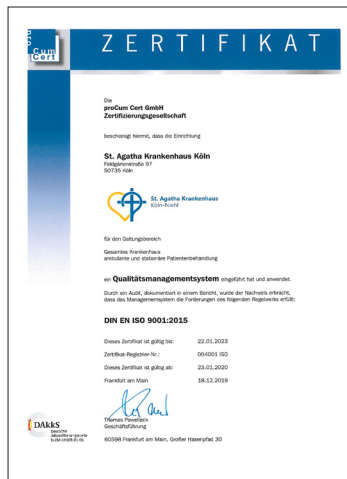 pro
Cum
Cert
ZERTIFIKAT
Die
proCum Cert GmbH
Zertifizierungsgesellschaft
bescheinigt hiermit, dass die Einrichtung
St. Agatha Krankenhaus Köln
Feldgärtenstraße 97
50735 Köln
St. Agatha Krankenhaus
Köln-Niehl
für den Geltungsbereich
Gesamtes Krankenhaus
ambulante und stationäre Patientenbehandlung
ein Qualitätsmanagementsystem eingeführt hat und anwendet.
Durch ein Audit, dokumentiert in einem Bericht, wurde der Nachweis erbracht,
dass das Managementsystem die Forderungen des folgenden Regelwerks erfüllt:
DIN EN ISO 9001:2015
Dieses Zertifikat ist gültig bis: 22.01.2023
Zertifikat-Registrier-Nr.: 004001 ISO
Dieses Zertifikat ist gültig ab: 23.01.2020
Frankfurt am Main 18.12.2019
Thomas Pawelleck
Geschäftsführung
60598 Frankfurt am Main, Großer Hasenpfad 30
DAkkS
Deutsche
Akkreditierungsstelle